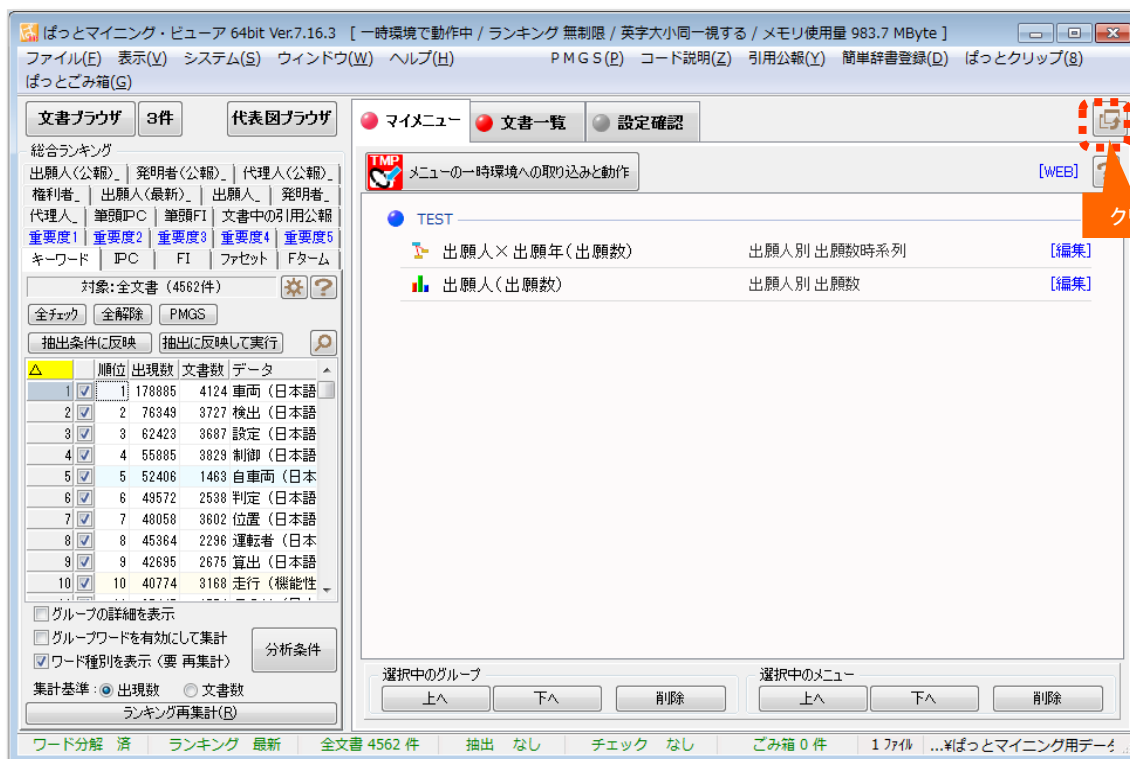 ぱっとマイニング・ビューア 64bit Ver.7.16.3 [ 一時環境で動作中 / ランキング 無制限 / 英字大小同一視する / メモリ使用量 983.7 MByte ]
ファイル(F) 表示(V) システム(S) ウィンドウ(W) ヘルプ(H) PMGS(P) コード説明(Z) 引用公報(Y) 簡単辞書登録(D) ぱっとクリップ(8)
ぱっとごみ箱(G)
文書ブラウザ 3件 代表図ブラウザ
マイメニュー 文書一覧 設定確認
総合ランキング
出願人(公報)_ 発明者(公報)_ 代理人(公報)_
権利者_ 出願人(最新)_ 出願人_ 発明者_
代理人_ 筆頭IPC 筆頭FI 文書中の引用公報
重要度1 重要度2 重要度3 重要度4 重要度5
キーワード IPC FI ファセット Fターム
対象:全文書 (4562件) ?
全チェック 全解除 PMGS
抽出条件に反映 抽出に反映して実行
△ 順位 出現数 文書数 データ
1 1 178885 4124 車両 (日本語
2 2 76349 3727 検出 (日本語
3 3 62423 3687 設定 (日本語
4 4 55885 3829 制御 (日本語
5 5 52406 1463 自車両 (日本
6 6 49572 2538 判定 (日本語
7 7 48058 3602 位置 (日本語
8 8 45364 2296 運転者 (日本
9 9 42695 2675 算出 (日本語
10 10 40774 3168 走行 (機能性
グループの詳細を表示
グループワードを有効にして集計
ワード種別を表示 (要 再集計)
分析条件
集計基準: 出現数 文書数
ランキング再集計(R)
TMP メニューの一時環境への取り込みと動作 [WEB] ?
ク
TEST
出願人×出願年(出願数) 出願人別 出願数時系列 [編集]
出願人(出願数) 出願人別 出願数 [編集]
選択中のグループ 選択中のメニュー
上へ 下へ 削除 上へ 下へ 削除
ワード分解 済 ランキング 最新 全文書 4562 件 抽出 なし チェック なし ごみ箱 0 件 1 ファイル ...¥ぱっとマイニング用データ